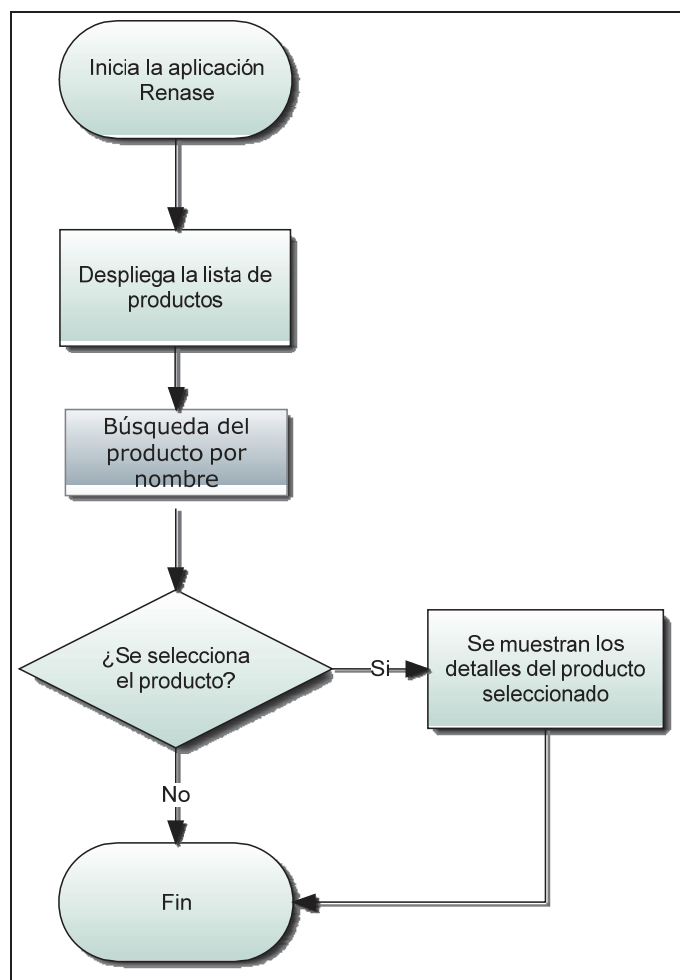 Inicia la aplicación
Renase
Despliega la lista de
productos
Búsqueda del
producto por
nombre
¿Se selecciona
el producto?
Si
Se muestran los
detalles del producto
seleccionado
No
Fin